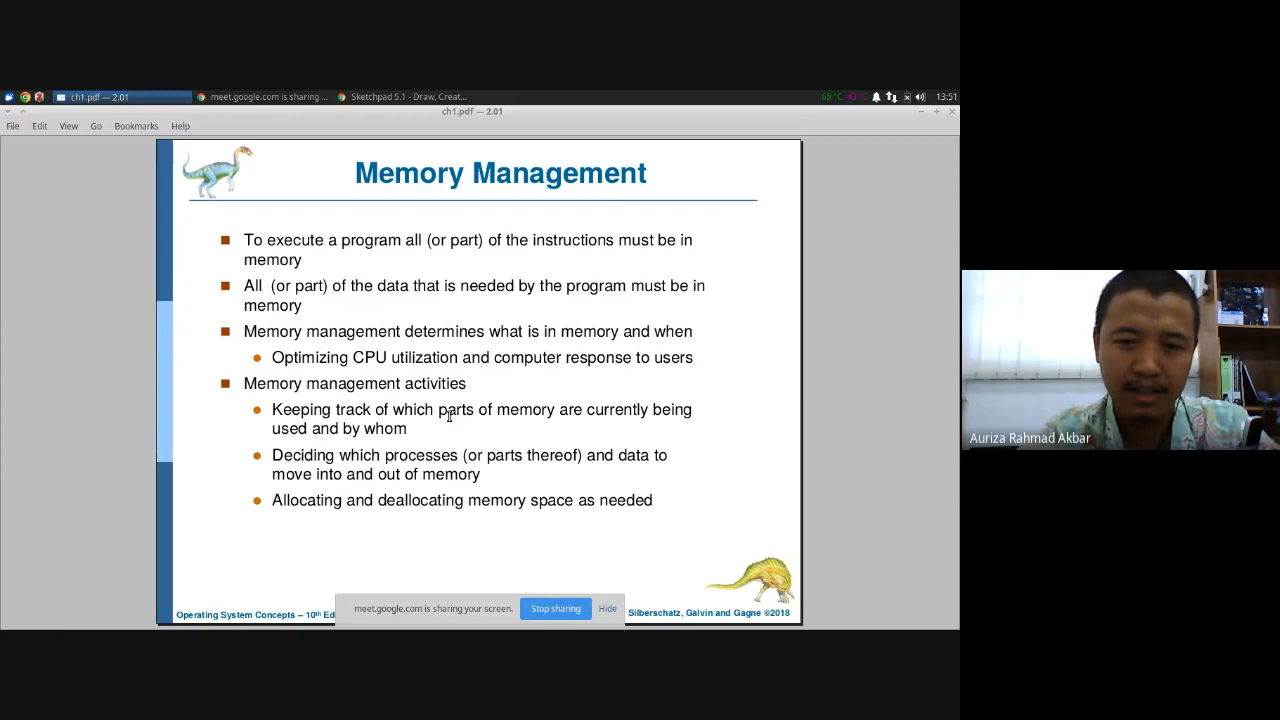 ch1.pdf — 2.01
meet.google.com is sharing ...
Sketchpad 5.1 - Draw, Creat...
69°C
13:51
ch1.pdf — 2.01
File Edit View Go Bookmarks Help
Memory Management
To execute a program all (or part) of the instructions must be in
memory
All (or part) of the data that is needed by the program must be in
memory
Memory management determines what is in memory and when
Optimizing CPU utilization and computer response to users
Memory management activities
Keeping track of which parts of memory are currently being
used and by whom
Deciding which processes (or parts thereof) and data to
move into and out of memory
Allocating and deallocating memory space as needed
Auriza Rahmad Akbar
meet.google.com is sharing your screen. Stop sharing Hide
Operating System Concepts – 10th Ed
Silberschatz, Galvin and Gagne ©2018